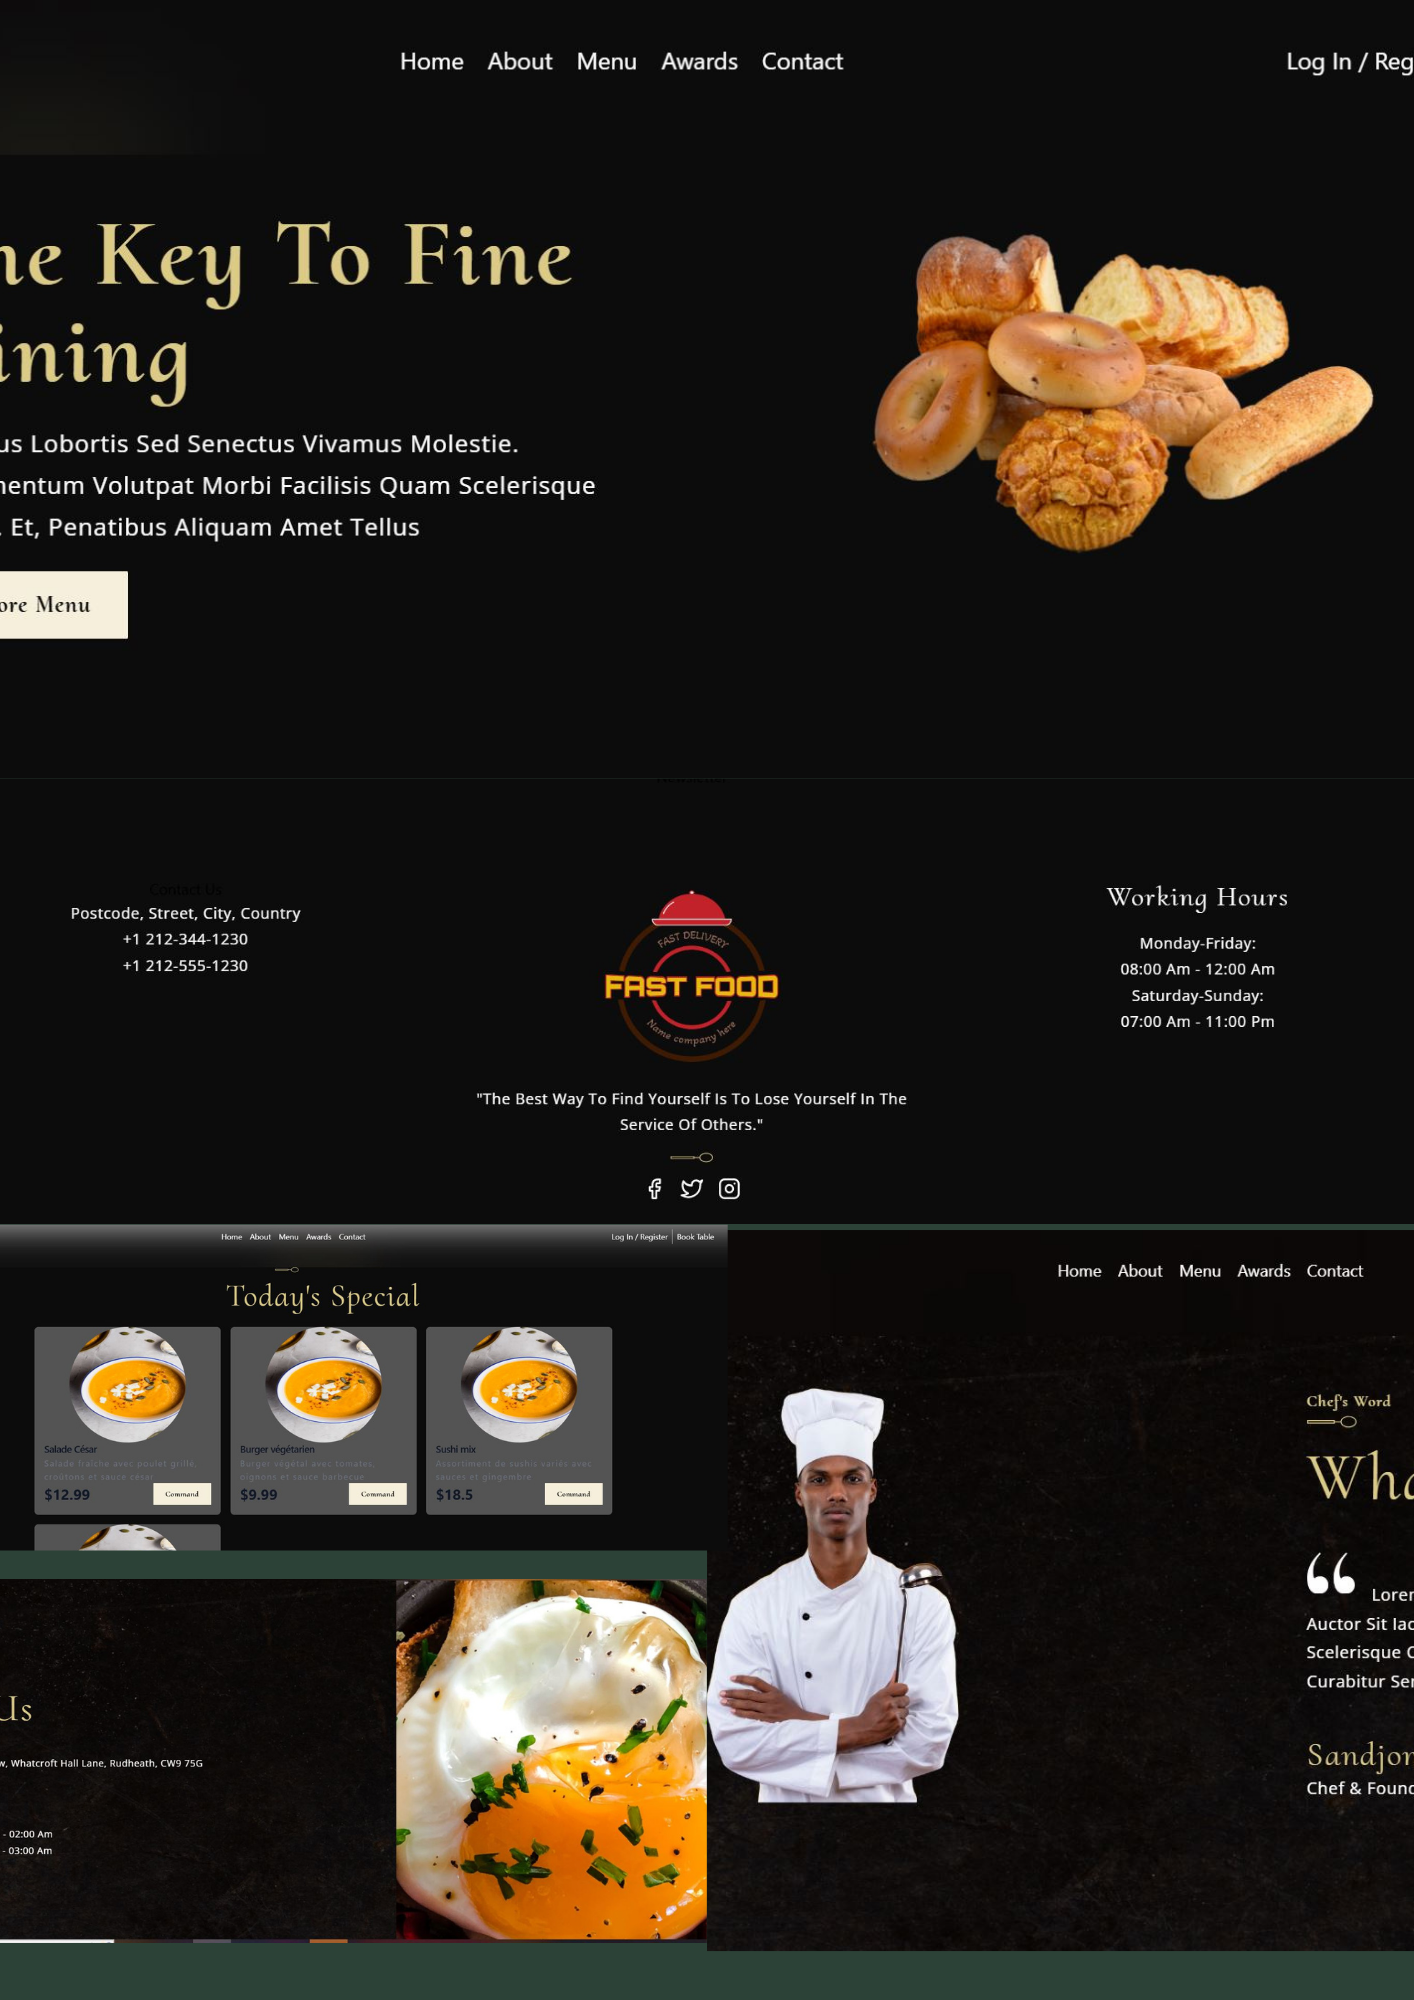 Home About Menu Awards Contact
Log In / Reg
ne Key To Fine
ining
us Lobortis Sed Senectus Vivamus Molestie.
nentum Volutpat Morbi Facilisis Quam Scelerisque
. Et, Penatibus Aliquam Amet Tellus
ore Menu
Contact Us
Postcode, Street, City, Country
+1 212-344-1230
+1 212-555-1230
FAST DELIVERY
FAST FOOD
Name company here
"The Best Way To Find Yourself Is To Lose Yourself In The
Service Of Others."
Working Hours
Monday-Friday:
08:00 Am - 12:00 Am
Saturday-Sunday:
07:00 Am - 11:00 Pm
Home About Menu Awards Contact
Log In / Register Book Table
Today's Special
Salade César
Salade fraîche avec poulet grillé,
croûtons et sauce césar
$12.99
Command
Burger végétarien
Burger végétal avec tomates,
oignons et sauce barbecue
$9.99
Command
Sushi mix
Assortiment de sushis variés avec
sauces et gingembre
$18.5
Command
Us
w, Whatcroft Hall Lane, Rudheath, CW9 75G
- 02:00 Am
- 03:00 Am
Home About Menu Awards Contact
Chef's Word
Wha
“ Lorem
Auctor Sit Iac
Scelerisque
Curabitur Ser
Sandjon
Chef & Found